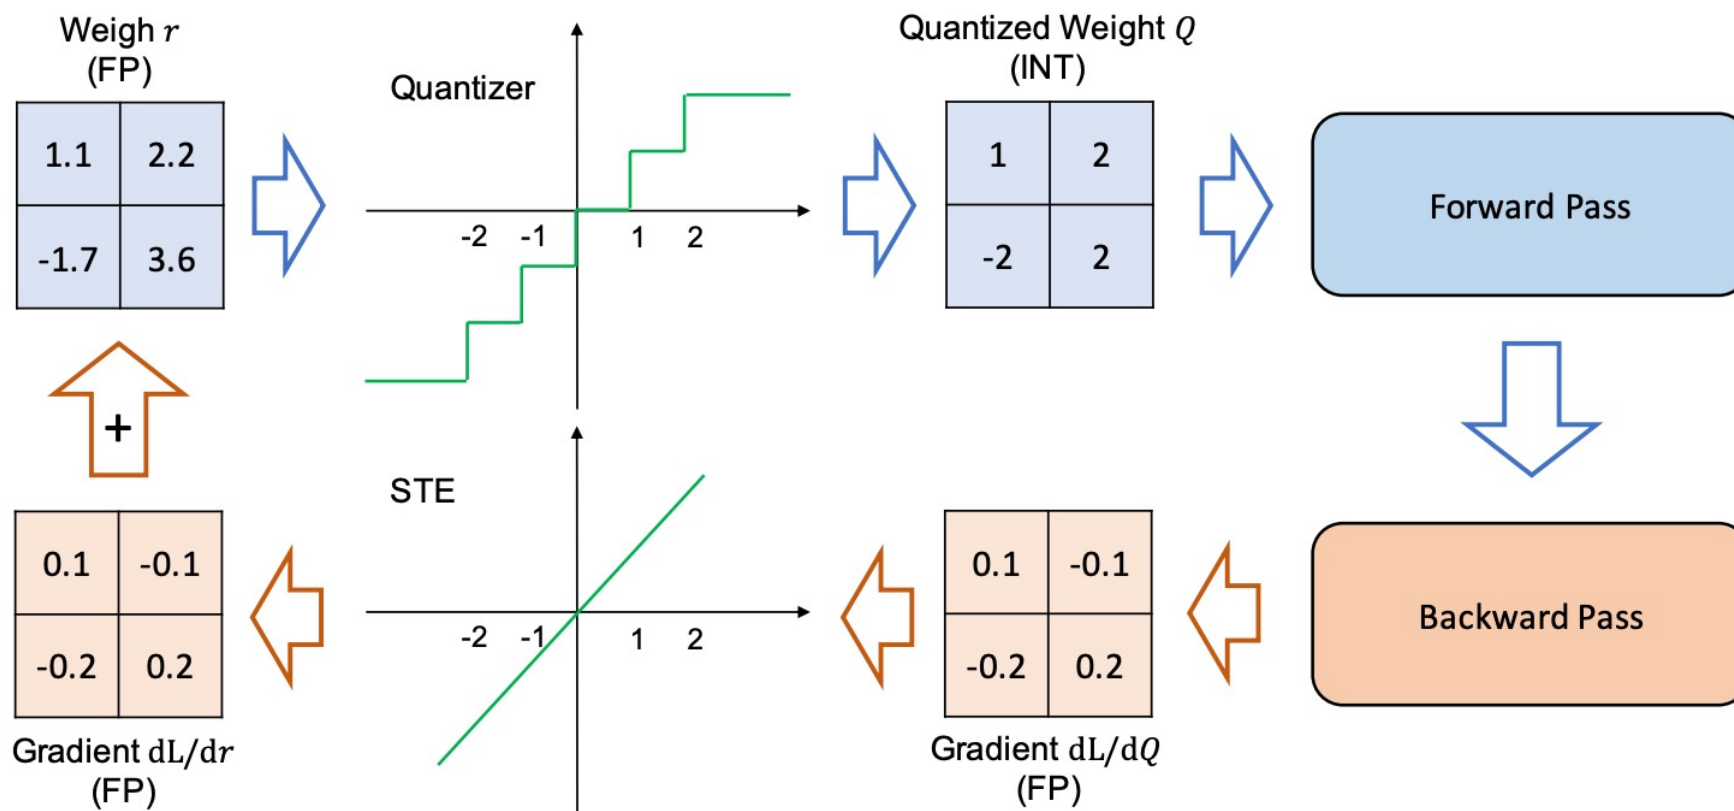 Weigh r
(FP)
1.1 2.2
-1.7 3.6
Quantizer
-2 -1 1 2
Quantized Weight Q
(INT)
1 2
-2 2
Forward Pass
+
0.1 -0.1
-0.2 0.2
Gradient dL/dr
(FP)
STE
-2 -1 1 2
0.1 -0.1
-0.2 0.2
Gradient dL/dQ
(FP)
Backward Pass